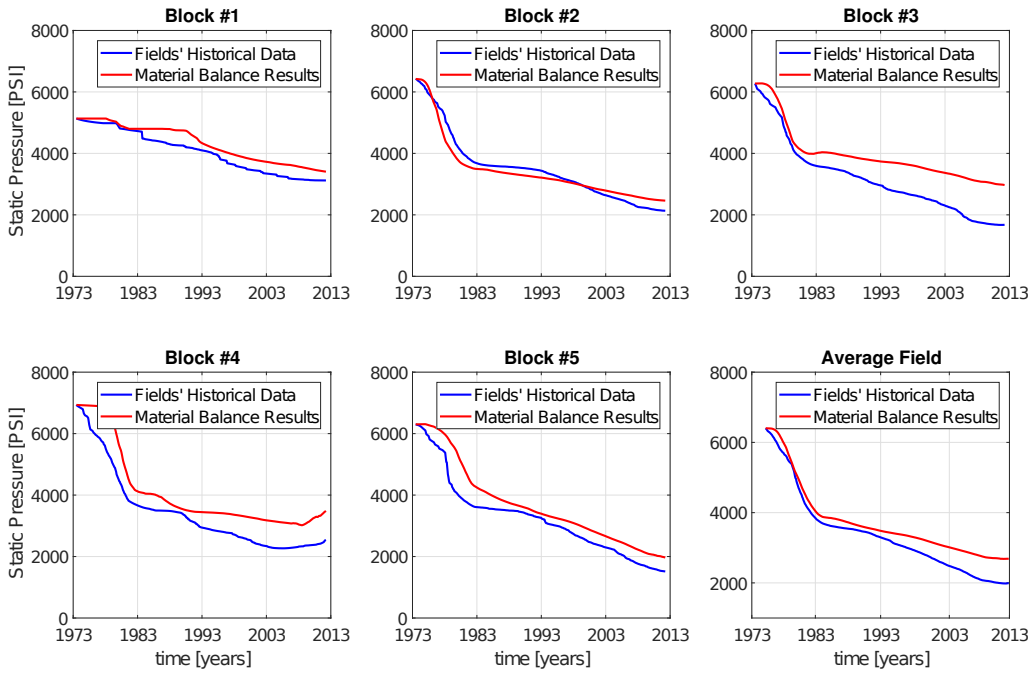 Block #1
Block #2
Block #3
8000
6000
4000
2000
0
Static Pressure [PSI]
Fields' Historical Data
Material Balance Results
1973 1983 1993 2003 2013
8000
6000
4000
2000
0
Fields' Historical Data
Material Balance Results
1973 1983 1993 2003 2013
8000
6000
4000
2000
0
Fields' Historical Data
Material Balance Results
1973 1983 1993 2003 2013
Block #4
Block #5
Average Field
8000
6000
4000
2000
0
Static Pressure [PSI]
Fields' Historical Data
Material Balance Results
1973 1983 1993 2003 2013
time [years]
8000
6000
4000
2000
0
Fields' Historical Data
Material Balance Results
1973 1983 1993 2003 2013
time [years]
8000
6000
4000
2000
Fields' Historical Data
Material Balance Results
1973 1983 1993 2003 2013
time [years]